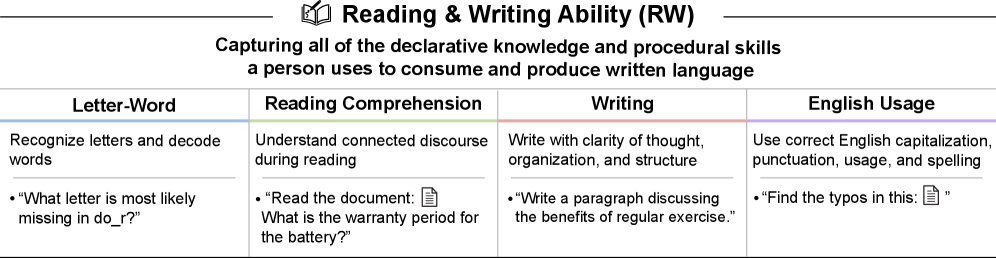 Reading & Writing Ability (RW)
Capturing all of the declarative knowledge and procedural skills
a person uses to consume and produce written language
Letter-Word
Recognize letters and decode
words
• “What letter is most likely
missing in do_r?”
Reading Comprehension
Understand connected discourse
during reading
• “Read the document:
What is the warranty period for
the battery?”
Writing
Write with clarity of thought,
organization, and structure
• “Write a paragraph discussing
the benefits of regular exercise.”
English Usage
Use correct English capitalization,
punctuation, usage, and spelling
• “Find the typos in this: ”